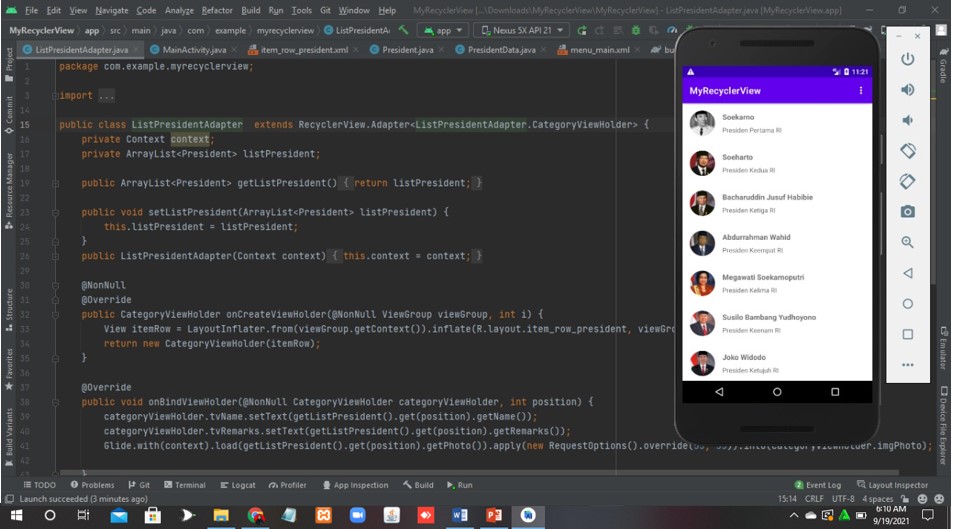 File Edit View Navigate Code Analyze Refactor Build Run Tools Git Window Help MyRecyclerView [...\Downloads\MyRecyclerView\MyRecyclerView] - ListPresidentAdapter.java [MyRecyclerView.app]
MyRecyclerView app src main java com example myrecyclerview app Nexus 5X API 21
ListPresidentAdapter.java MainActivity.java item_row_president.xml President.java PresidentData.java menu_main.xml
Project
Commit
Resource Manager
Structure
Favorites
Build Variants
1 package com.example.myrecyclerview;
2
3 import ...
14
15 public class ListPresidentAdapter extends RecyclerView.Adapter<ListPresidentAdapter.CategoryViewHolder> {
16 private Context context;
17 private ArrayList<President> listPresident;
18
19 public ArrayList<President> getListPresident() { return listPresident; }
22
23 public void setListPresident(ArrayList<President> listPresident) {
24 this.listPresident = listPresident;
25 }
26 public ListPresidentAdapter(Context context) { this.context = context; }
29
30 @NonNull
31 @Override
32 public CategoryViewHolder onCreateViewHolder(@NonNull ViewGroup viewGroup, int i) {
33 View itemRow = LayoutInflater.from(viewGroup.getContext()).inflate(R.layout.item_row_president,
34 return new CategoryViewHolder(itemRow);
35 }
36
37 @Override
38 public void onBindViewHolder(@NonNull CategoryViewHolder categoryViewHolder, int position) {
39 categoryViewHolder.tvName.setText(getListPresident().get(position).getName());
40 categoryViewHolder.tvRemarks.setText(getListPresident().get(position).getRemarks());
41 Glide.with(context).load(getListPresident().get(position).getPhoto()).apply(new RequestOptions().override(
42
11:21
MyRecyclerView
Soekarno
Presiden Pertama RI
Soeharto
Presiden Kedua RI
Bacharuddin Jusuf Habibie
Presiden Ketiga RI
Abdurrahman Wahid
Presiden Keempat RI
Megawati Soekarnoputri
Presiden Kelima RI
Susilo Bambang Yudhoyono
Presiden Keenam RI
Joko Widodo
Presiden Ketujuh RI
Gradle
Emulator
Device File Explorer
TODO Problems Git Terminal Logcat Profiler App Inspection Build Run Event Log Layout Inspector
Launch succeeded (3 minutes ago) 15:14 CRLF UTF-8 4 spaces
6:10 AM
9/19/2021